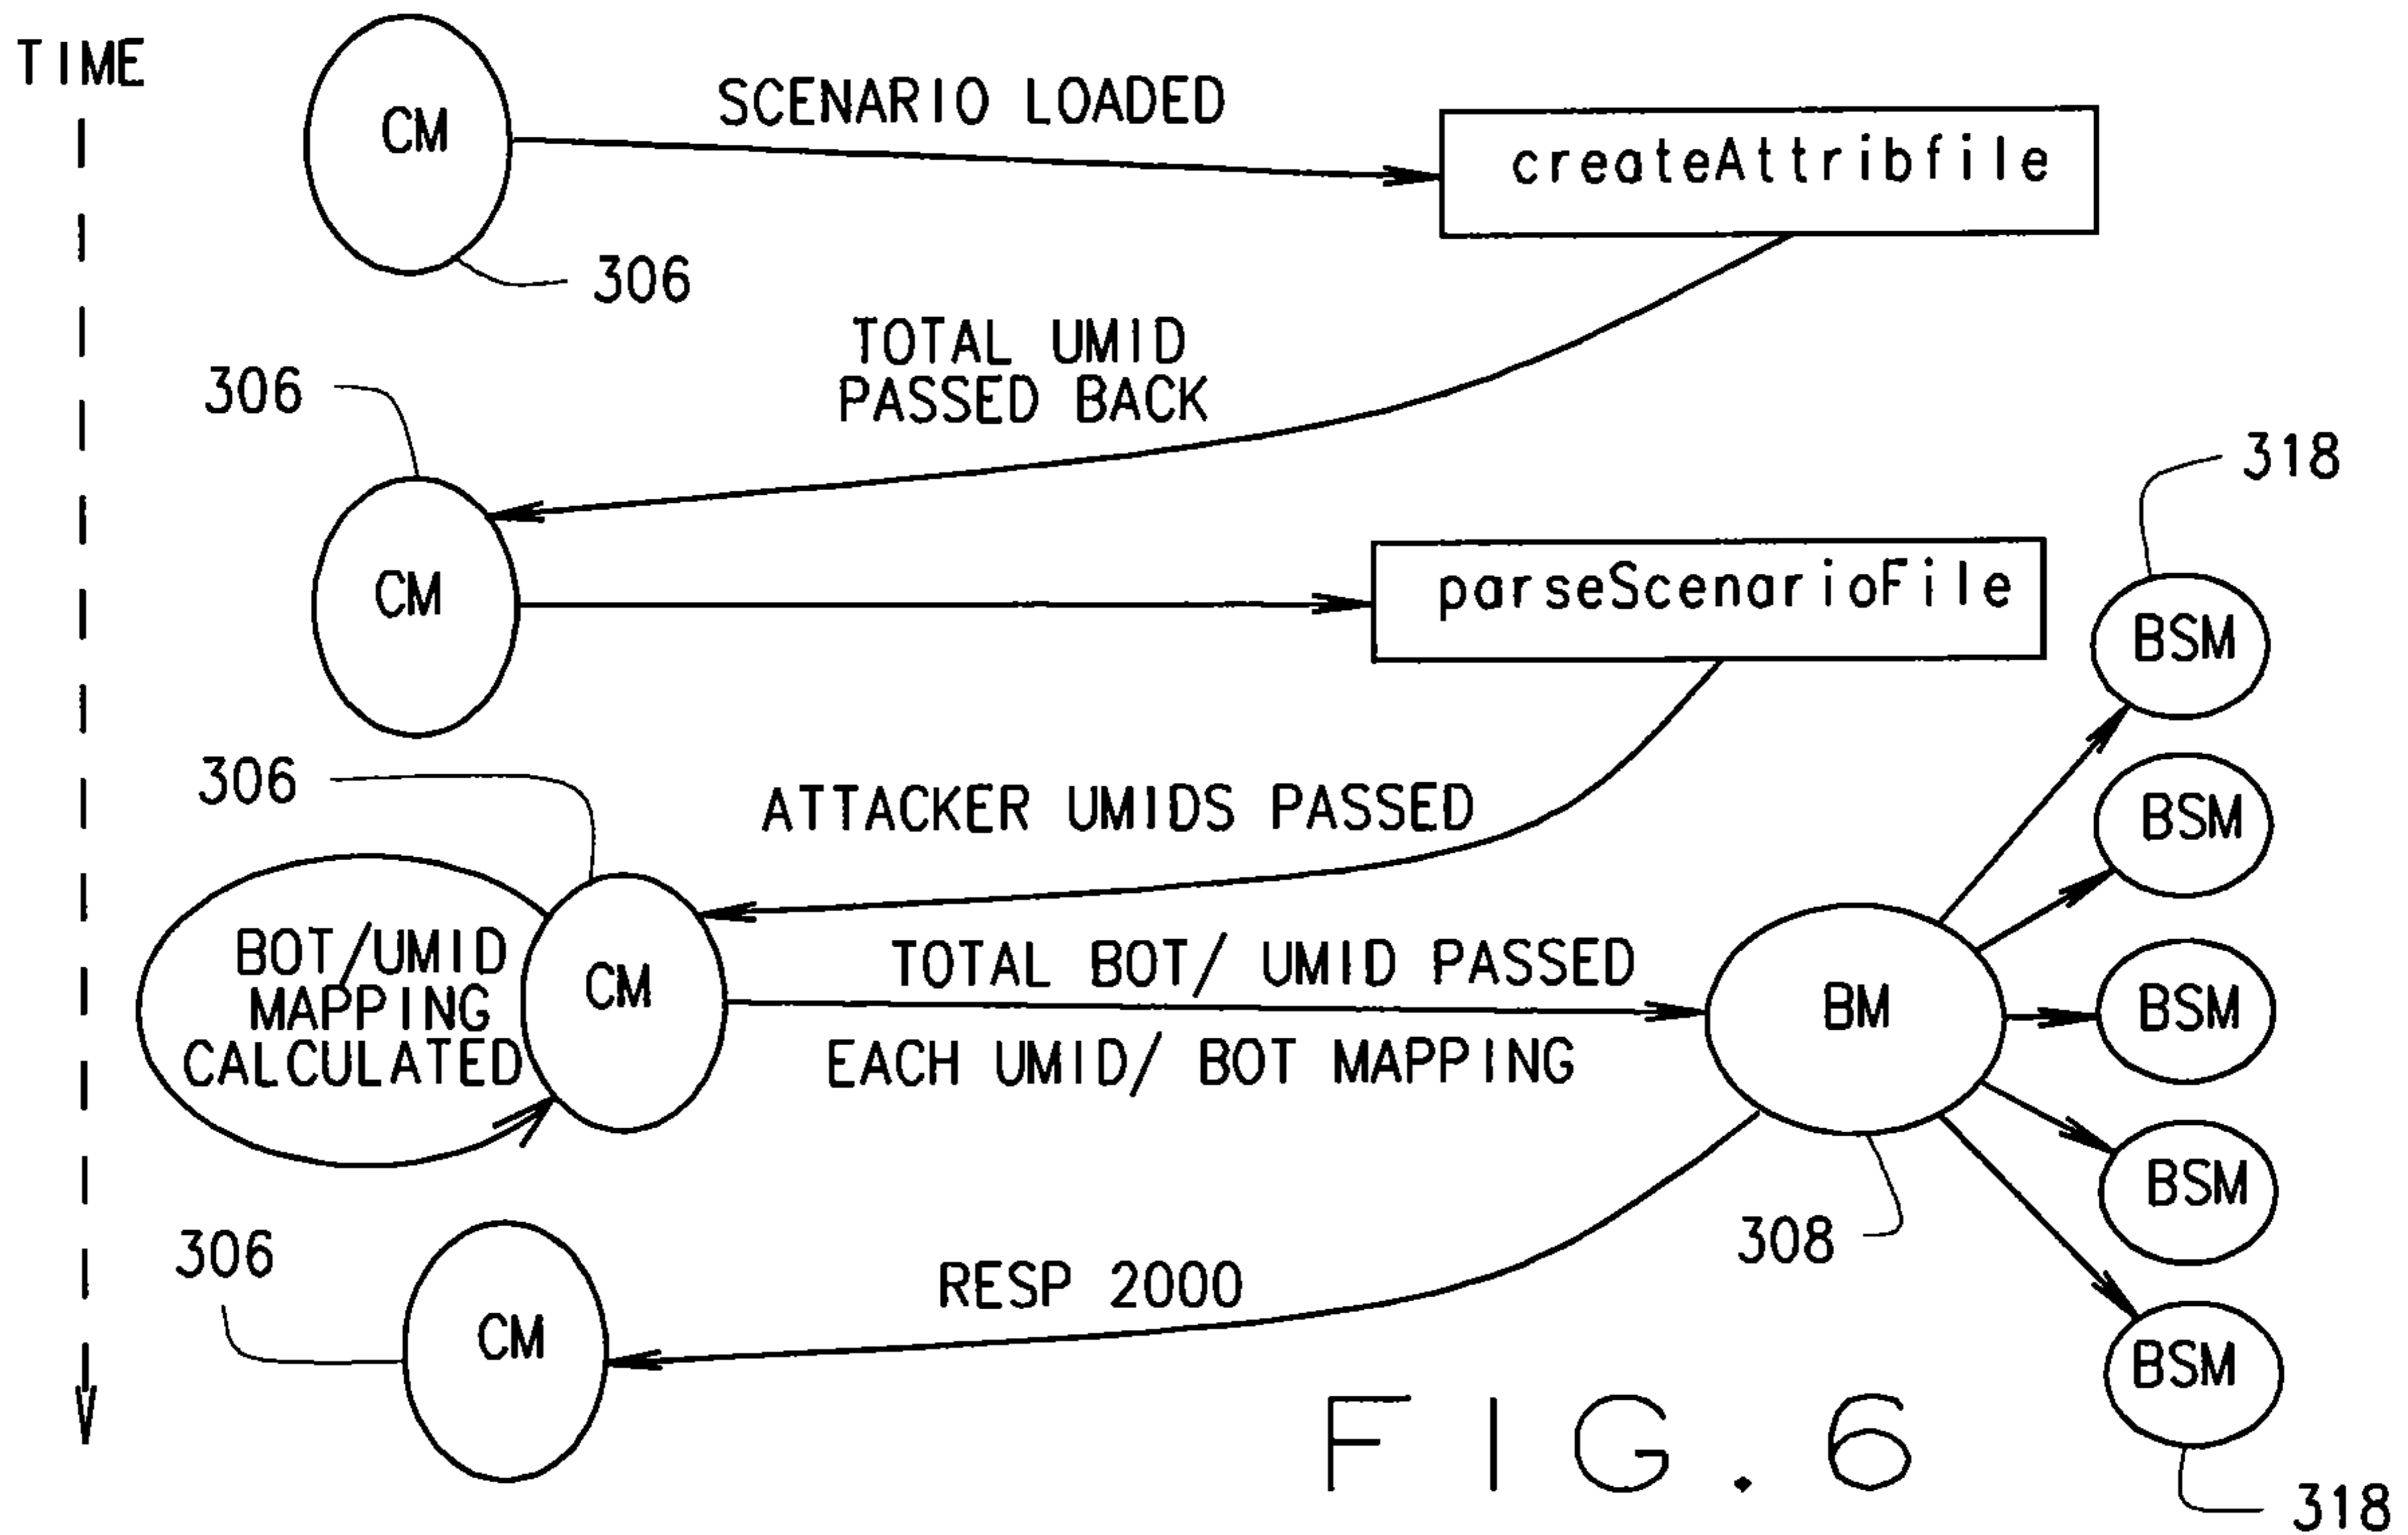 TIME
CM
SCENARIO LOADED
createAttribfile
306
TOTAL UMID
PASSED BACK
306
318
CM
parseScenarioFile
BSM
306
ATTACKER UMIDS PASSED
BSM
BOT/UMID
MAPPING
CALCULATED
CM
TOTAL BOT/ UMID PASSED
EACH UMID/ BOT MAPPING
BM
BSM
BSM
308
306
RESP 2000
CM
BSM
FIG.6
318